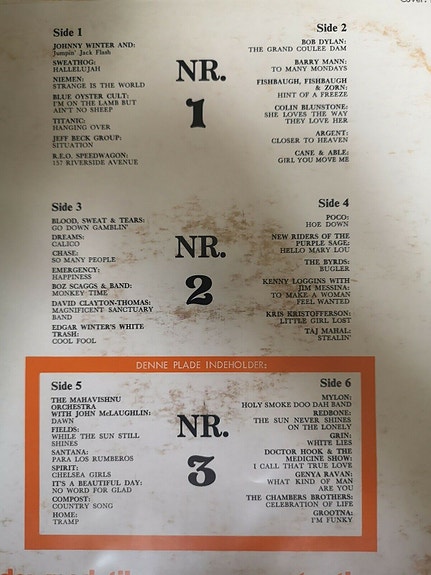 Side 1
JOHNNY WINTER AND:
Jumpin' Jack Flash
SWEATHOG:
HALLELUJAH
NIEMEN:
STRANGE IS THE WORLD
BLUE OYSTER CULT:
I'M ON THE LAMB BUT
AIN'T NO SHEEP
TITANIC:
HANGING OVER
JEFF BECK GROUP:
SITUATION
R.E.O. SPEEDWAGON:
157 RIVERSIDE AVENUE
NR.
1
Side 2
BOB DYLAN:
THE GRAND COULEE DAM
BARRY MANN:
TO MANY MONDAYS
FISHBAUGH, FISHBAUGH
& ZORN:
HINT OF A FREEZE
COLIN BLUNSTONE:
SHE LOVES THE WAY
THEY LOVE HER
ARGENT:
CLOSER TO HEAVEN
CANE & ABLE:
GIRL YOU MOVE ME
Side 3
BLOOD, SWEAT & TEARS:
GO DOWN GAMBLIN'
DREAMS:
CALICO
CHASE:
SO MANY PEOPLE
EMERGENCY:
HAPPINESS
BOZ SCAGGS & BAND:
MONKEY TIME
DAVID CLAYTON-THOMAS:
MAGNIFICENT SANCTUARY
BAND
EDGAR WINTER'S WHITE
TRASH:
COOL FOOL
NR.
2
Side 4
POCO:
HOE DOWN
NEW RIDERS OF THE
PURPLE SAGE:
HELLO MARY LOU
THE BYRDS:
BUGLER
KENNY LOGGINS WITH
JIM MESSINA:
TO MAKE A WOMAN
FEEL WANTED
KRIS KRISTOFFERSON:
LITTLE GIRL LOST
TAJ MAHAL:
STEALIN'
DENNE PLADE INDEHOLDER:
Side 5
THE MAHAVISHNU
ORCHESTRA
WITH JOHN McLAUGHLIN:
DAWN
FIELDS:
WHILE THE SUN STILL
SHINES
SANTANA:
PARA LOS RUMBEROS
SPIRIT:
CHELSEA GIRLS
IT'S A BEAUTIFUL DAY:
NO WORD FOR GLAD
COMPOST:
COUNTRY SONG
HOME:
TRAMP
NR.
3
Side 6
MYLON:
HOLY SMOKE DOO DAH BAND
REDBONE:
THE SUN NEVER SHINES
ON THE LONELY
GRIN:
WHITE LIES
DOCTOR HOOK & THE
MEDICINE SHOW:
I CALL THAT TRUE LOVE
GENYA RAVAN:
WHAT KIND OF MAN
ARE YOU
THE CHAMBERS BROTHERS:
CELEBRATION OF LIFE
GROOTNA:
I'M FUNKY